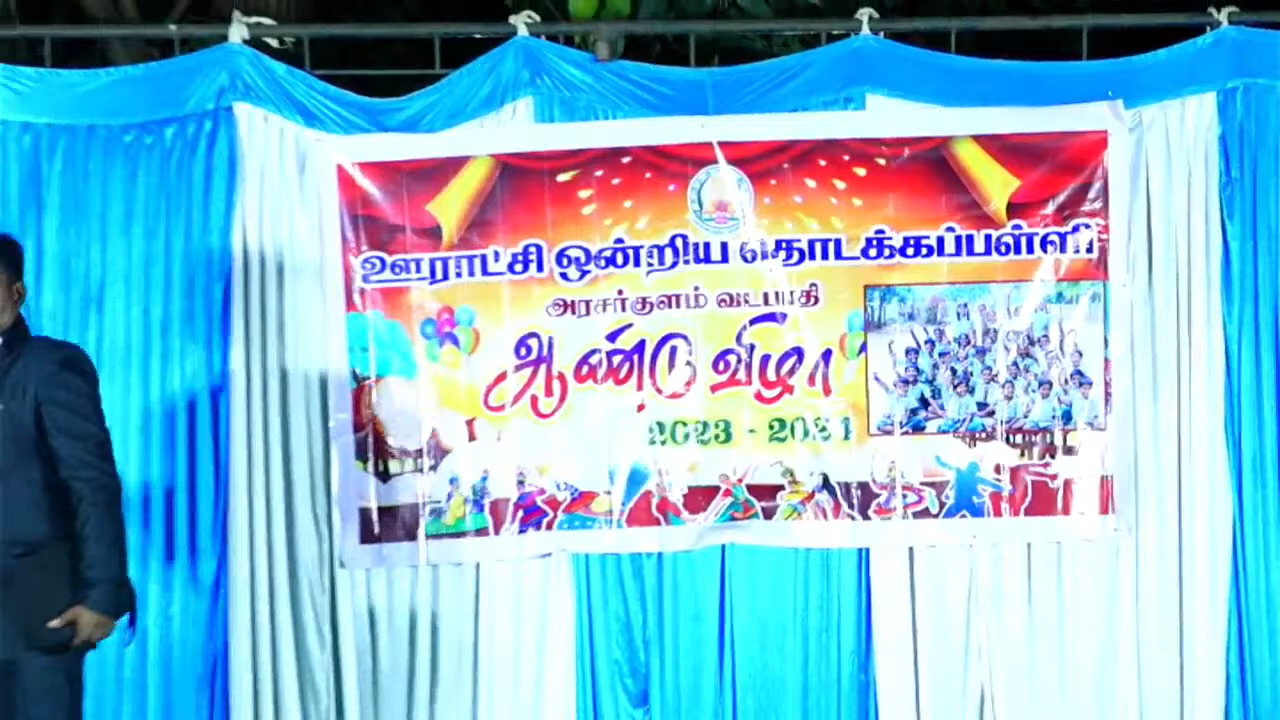 ஊராட்சி ஒன்றிய தொடக்கப்பள்ளி
அரசர்குளம் வடபாதி
ஆண்டு விழா
2023 - 2024